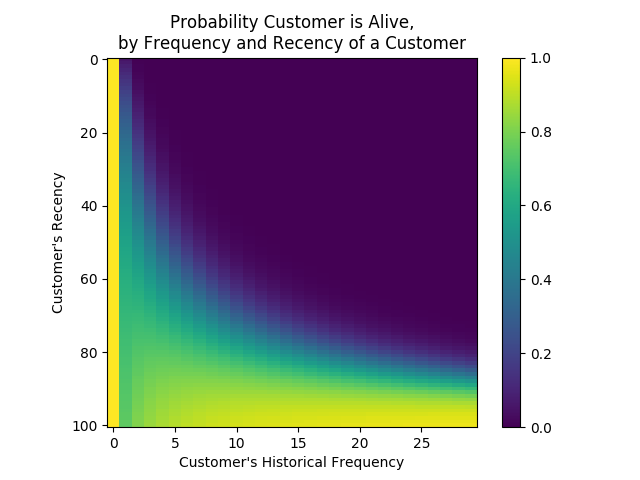 Probability Customer is Alive,
by Frequency and Recency of a Customer
0
20
40
60
80
100
Customer's Recency
0 5 10 15 20 25
Customer's Historical Frequency
1.0
0.8
0.6
0.4
0.2
0.0